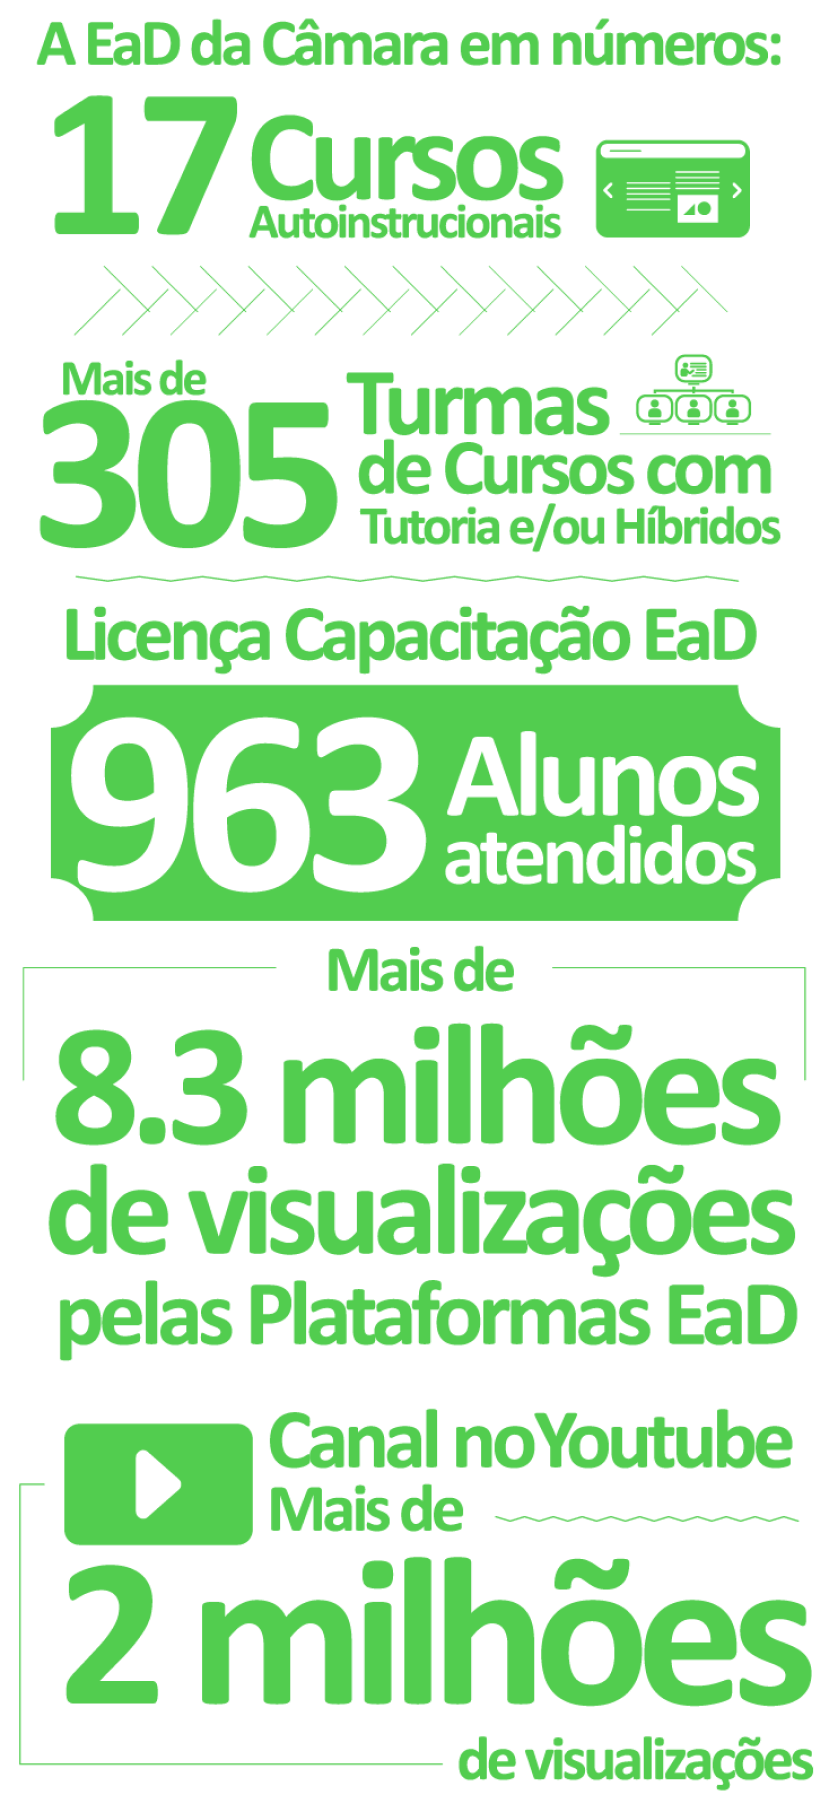 A EaD da Câmara em números:
17 Cursos
Autoinstrucionais
Mais de
305 Turmas
de Cursos com
Tutoria e/ou Híbridos
Licença Capacitação EaD
963 Alunos
atendidos
Mais de
8.3 milhões
de visualizações
pelas Plataformas EaD
Canal no Youtube
Mais de
2 milhões
de visualizações